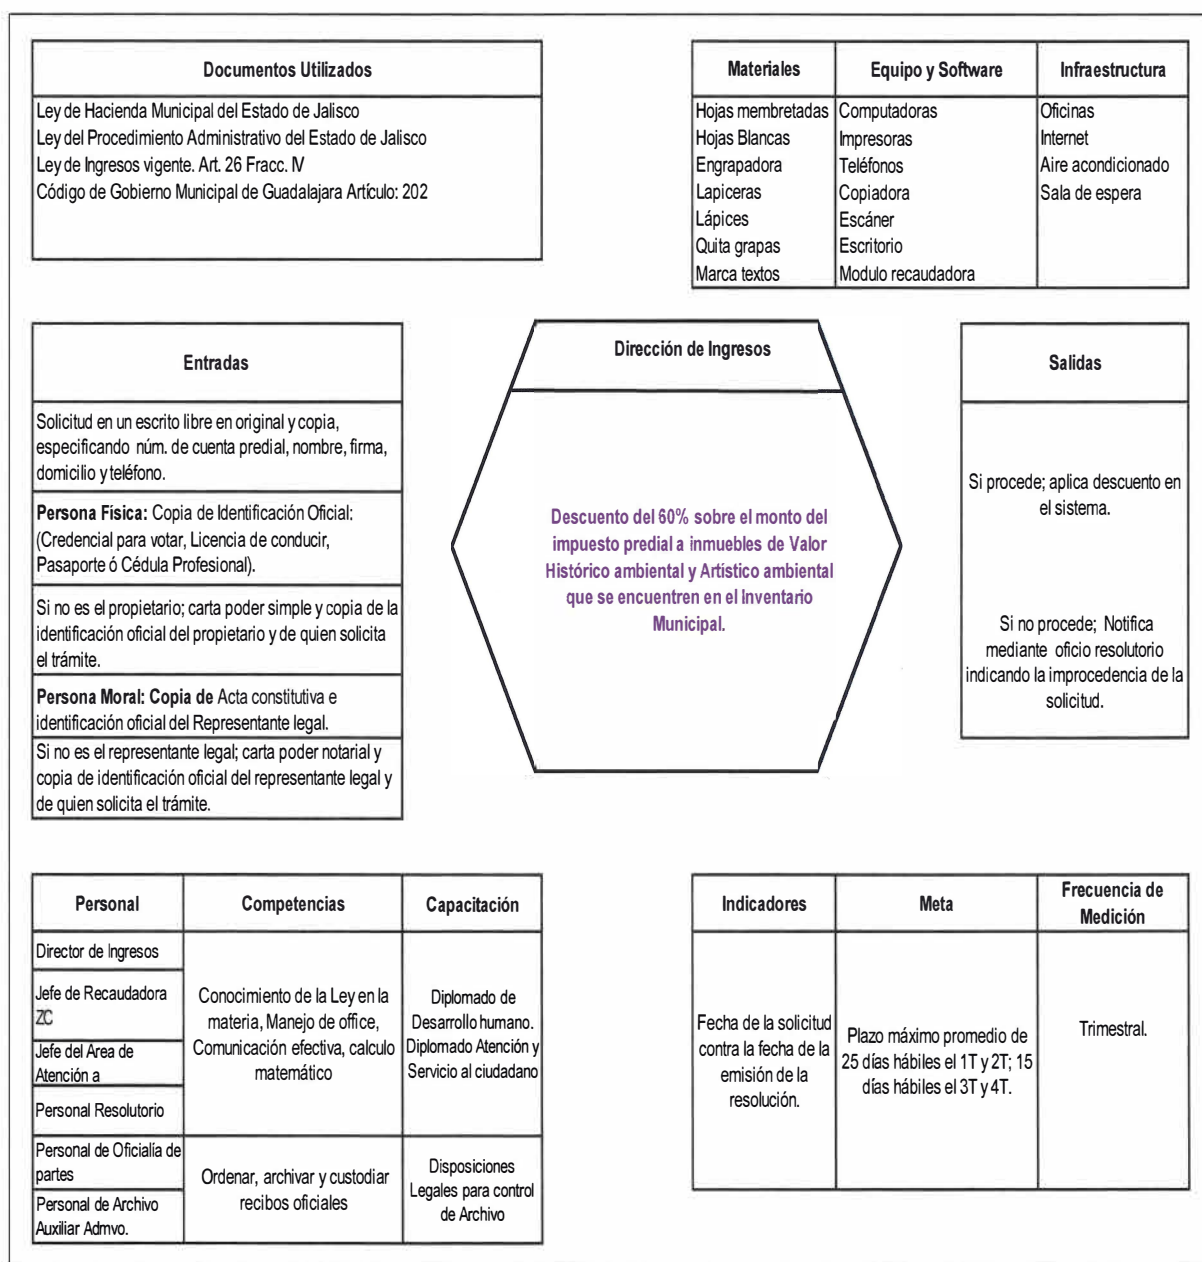 Documentos Utilizados
Ley de Hacienda Municipal del Estado de Jalisco
Ley del Procedimiento Administrativo del Estado de Jalisco
Ley de Ingresos vigente. Art. 26 Fracc. IV
Código de Gobierno Municipal de Guadalajara Artículo: 202
Materiales
Hojas membretadas
Hojas Blancas
Engrapadora
Lapiceras
Lápices
Quita grapas
Marca textos
Equipo y Software
Computadoras
Impresoras
Teléfonos
Copiadora
Escáner
Escritorio
Modulo recaudadora
Infraestructura
Oficinas
Internet
Aire acondicionado
Sala de espera
Entradas
Solicitud en un escrito libre en original y copia,
especificando núm. de cuenta predial, nombre, firma,
domicilio y teléfono.
Persona Física: Copia de Identificación Oficial:
(Credencial para votar, Licencia de conducir,
Pasaporte ó Cédula Profesional).
Si no es el propietario; carta poder simple y copia de la
identificación oficial del propietario y de quien solicita
el trámite.
Persona Moral: Copia de Acta constitutiva e
identificación oficial del Representante legal.
Si no es el representante legal; carta poder notarial y
copia de identificación oficial del representante legal y
de quien solicita el trámite.
Dirección de Ingresos
Descuento del 60% sobre el monto del
impuesto predial a inmuebles de Valor
Histórico ambiental y Artístico ambiental
que se encuentren en el Inventario
Municipal.
Salidas
Si procede; aplica descuento en
el sistema.
Si no procede; Notifica
mediante oficio resolutorio
indicando la improcedencia de la
solicitud.
Personal
Director de Ingresos
Jefe de Recaudadora
ZC
Jefe del Area de
Atención a
Personal Resolutorio
Personal de Oficialía de
partes
Personal de Archivo
Auxiliar Admvo.
Competencias
Conocimiento de la Ley en la
materia, Manejo de office,
Comunicación efectiva, calculo
matemático
Ordenar, archivar y custodiar
recibos oficiales
Capacitación
Diplomado de
Desarrollo humano.
Diplomado Atención y
Servicio al ciudadano
Disposiciones
Legales para control
de Archivo
Indicadores
Fecha de la solicitud
contra la fecha de la
emisión de la
resolución.
Meta
Plazo máximo promedio de
25 días hábiles el 1T y 2T; 15
días hábiles el 3T y 4T.
Frecuencia de
Medición
Trimestral.